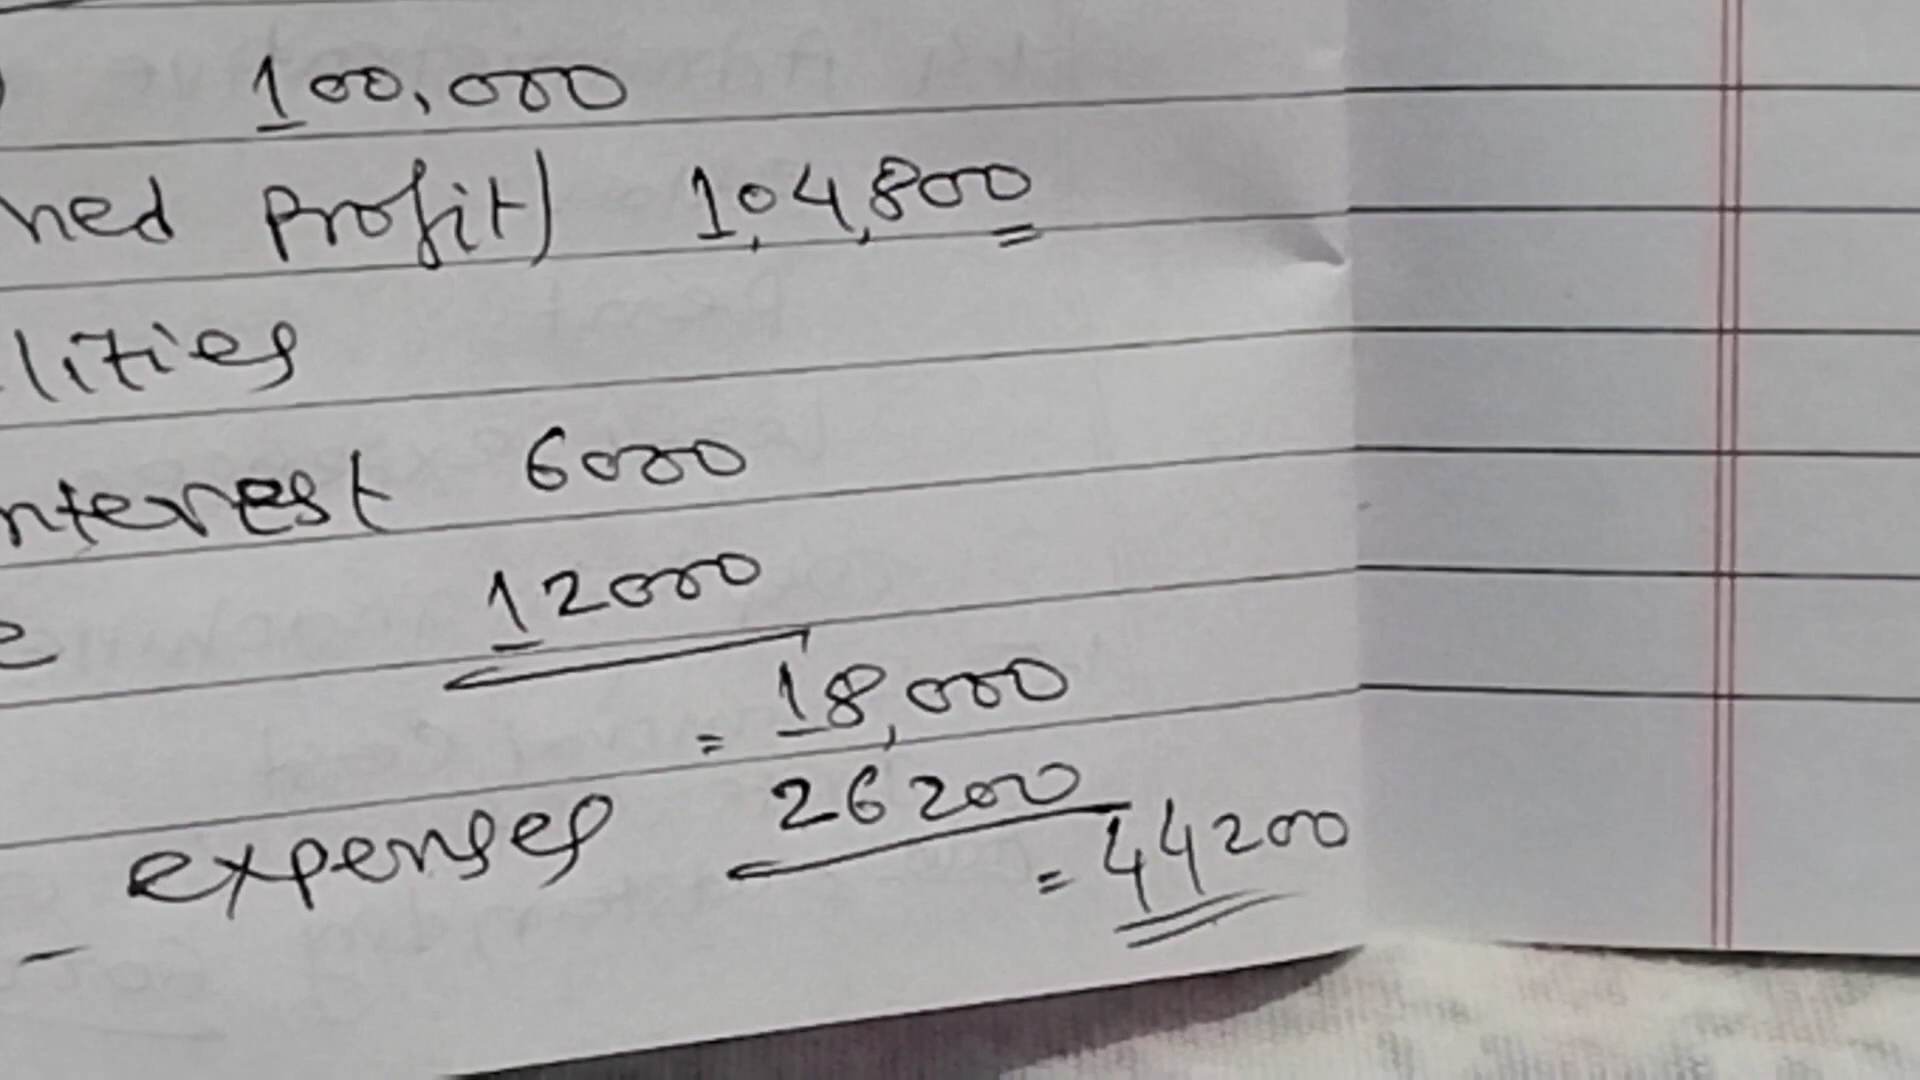 100,000
ned Profit) 1,04,800
lities
nterest 6000
e 12000
= 18,000
expenses 26200
= 44200